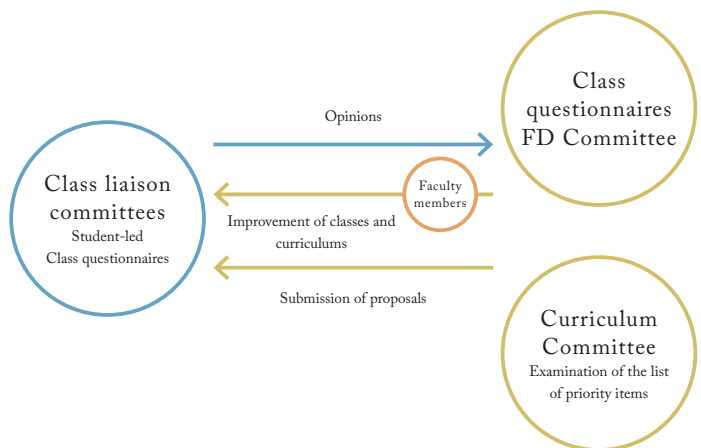 Class liaison
committees
Student-led
Class questionnaires
Opinions
Faculty
members
Improvement of classes and
curriculums
Submission of proposals
Class
questionnaires
FD Committee
Curriculum
Committee
Examination of the list
of priority items